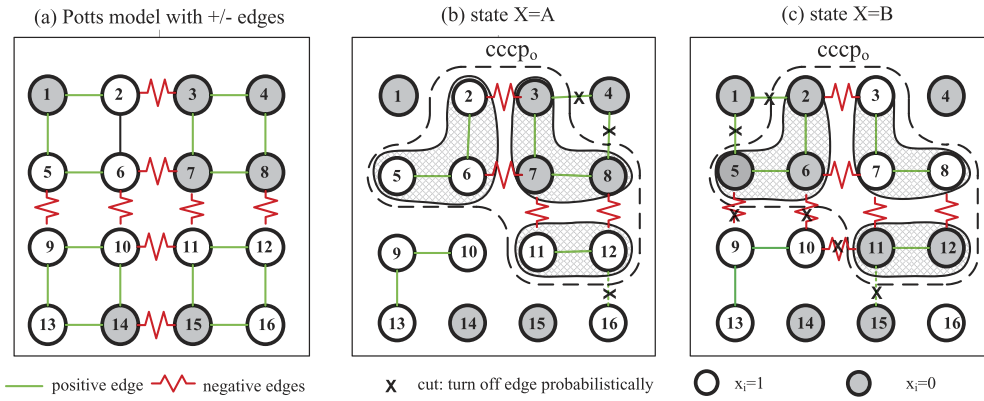 (a) Potts model with +/- edges
(b) state X=A
(c) state X=B
1 2 3 4
5 6 7 8
9 10 11 12
13 14 15 16
cccpₒ
1 2 3 4
5 6 7 8
9 10 11 12
13 14 15 16
cccpₒ
1 2 3 4
5 6 7 8
9 10 11 12
13 14 15 16
positive edge
negative edges
x cut: turn off edge probabilistically
xᵢ=1
xᵢ=0